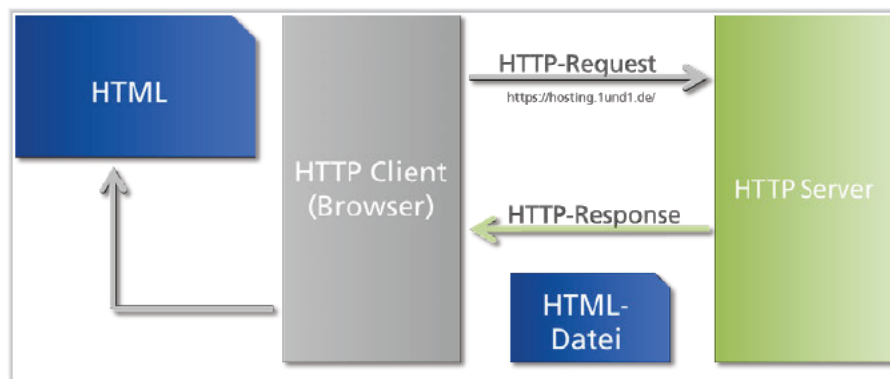 HTML
HTTP Client
(Browser)
HTTP-Request
https://hosting.1und1.de/
HTTP-Response
HTML-
Datei
HTTP Server